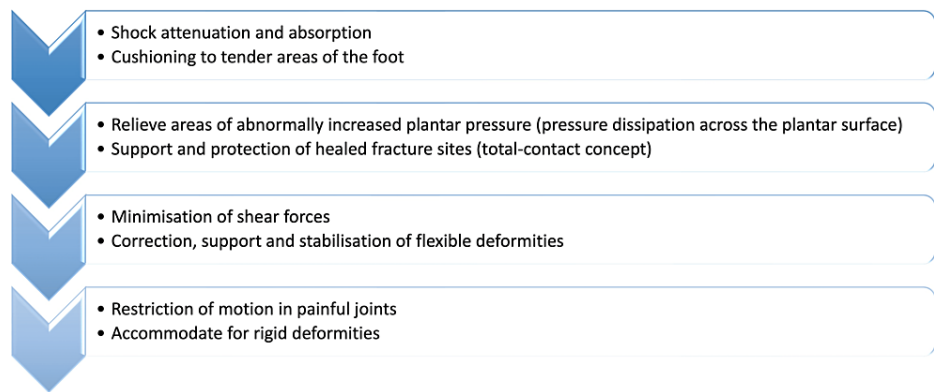 • Shock attenuation and absorption
• Cushioning to tender areas of the foot
• Relieve areas of abnormally increased plantar pressure (pressure dissipation across the plantar surface)
• Support and protection of healed fracture sites (total-contact concept)
• Minimisation of shear forces
• Correction, support and stabilisation of flexible deformities
• Restriction of motion in painful joints
• Accommodate for rigid deformities